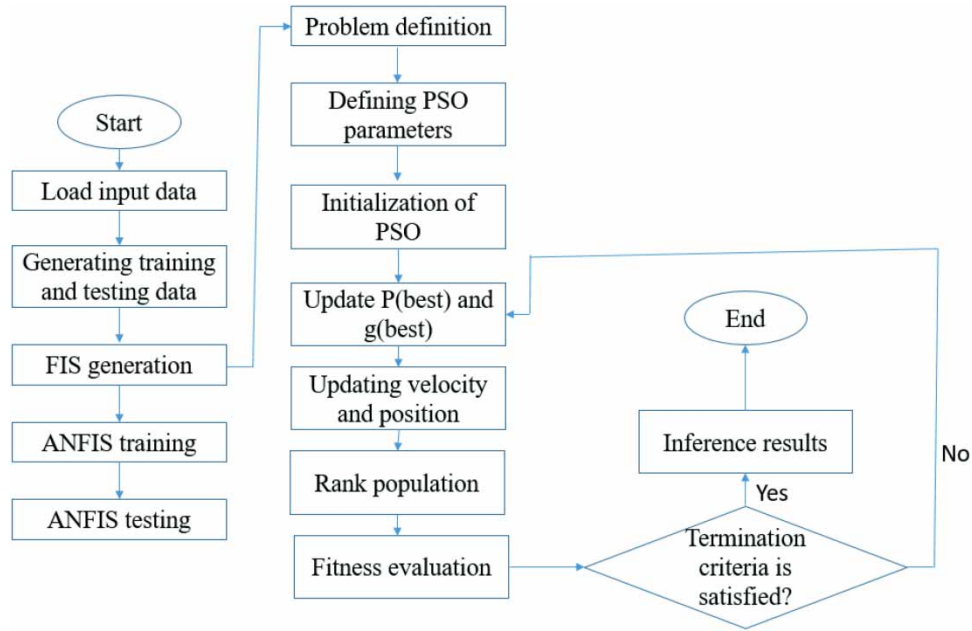 Start
Load input data
Generating training
and testing data
FIS generation
ANFIS training
ANFIS testing
Problem definition
Defining PSO
parameters
Initialization of
PSO
Update P(best) and
g(best)
Updating velocity
and position
Rank population
Fitness evaluation
Termination
criteria is
satisfied?
Yes
No
Inference results
End